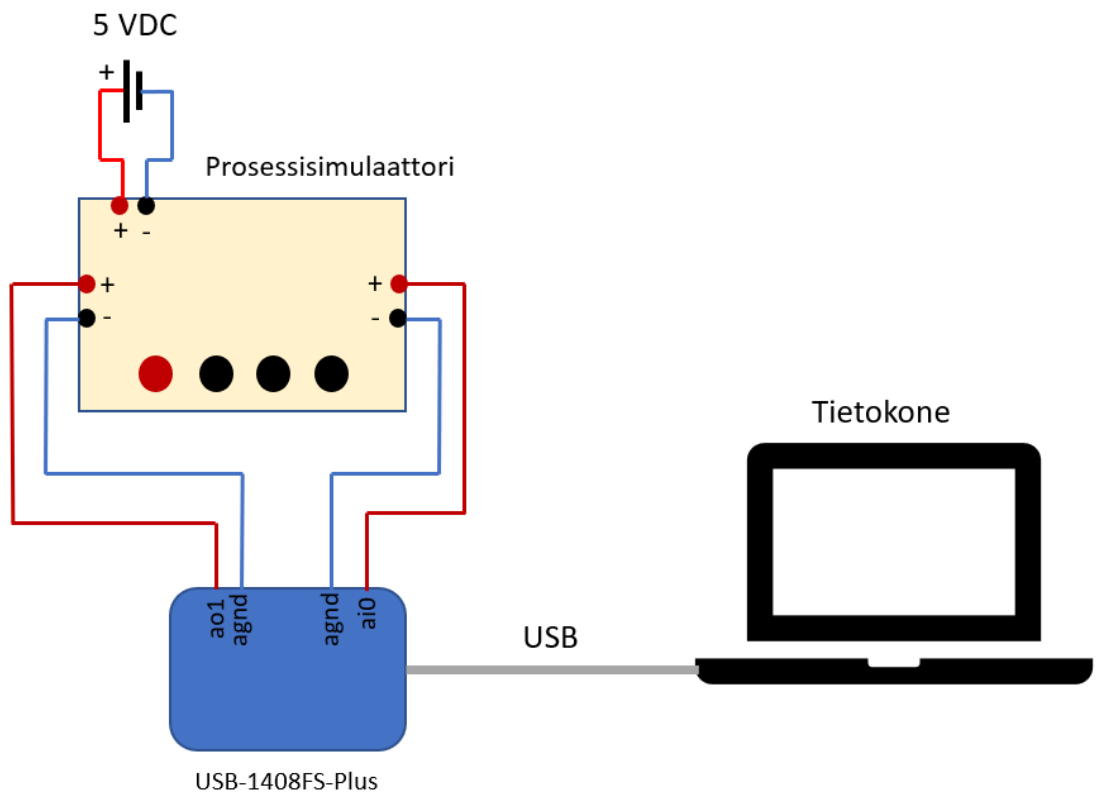 5 VDC
+
Prosessisimulaattori
+ -
+ +
- -
Tietokone
ao1 agnd agnd ai0
USB
USB-1408FS-Plus